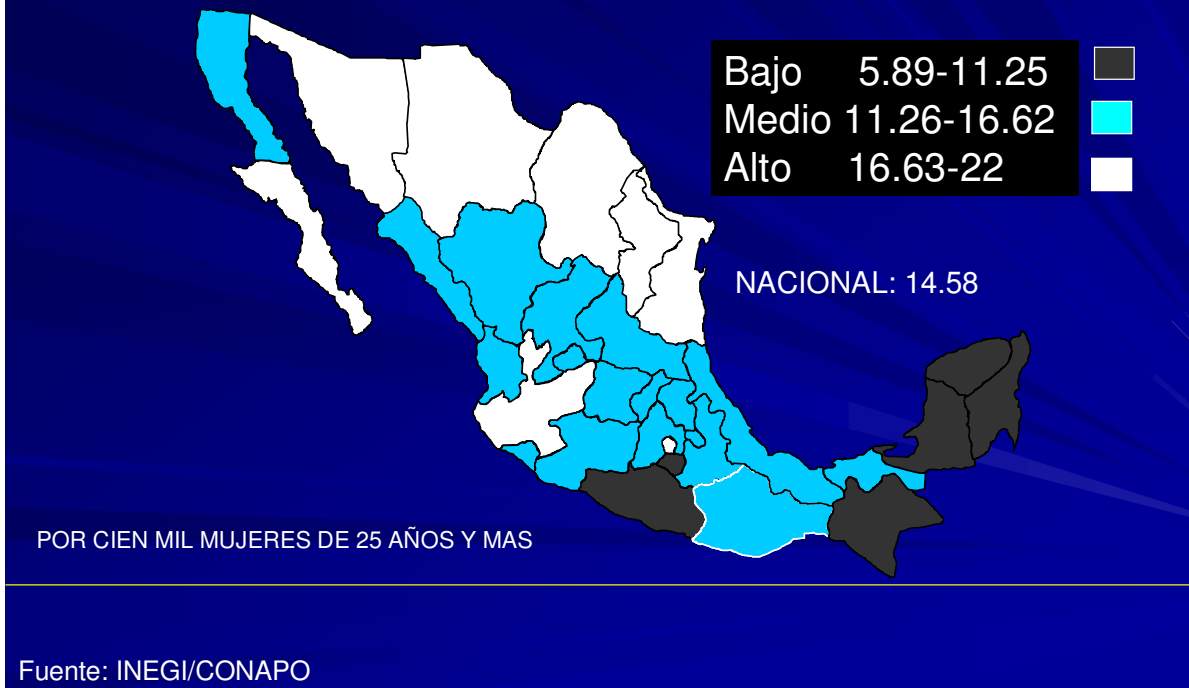 Bajo 5.89-11.25
Medio 11.26-16.62
Alto 16.63-22
NACIONAL: 14.58
POR CIEN MIL MUJERES DE 25 AÑOS Y MAS
Fuente: INEGI/CONAPO